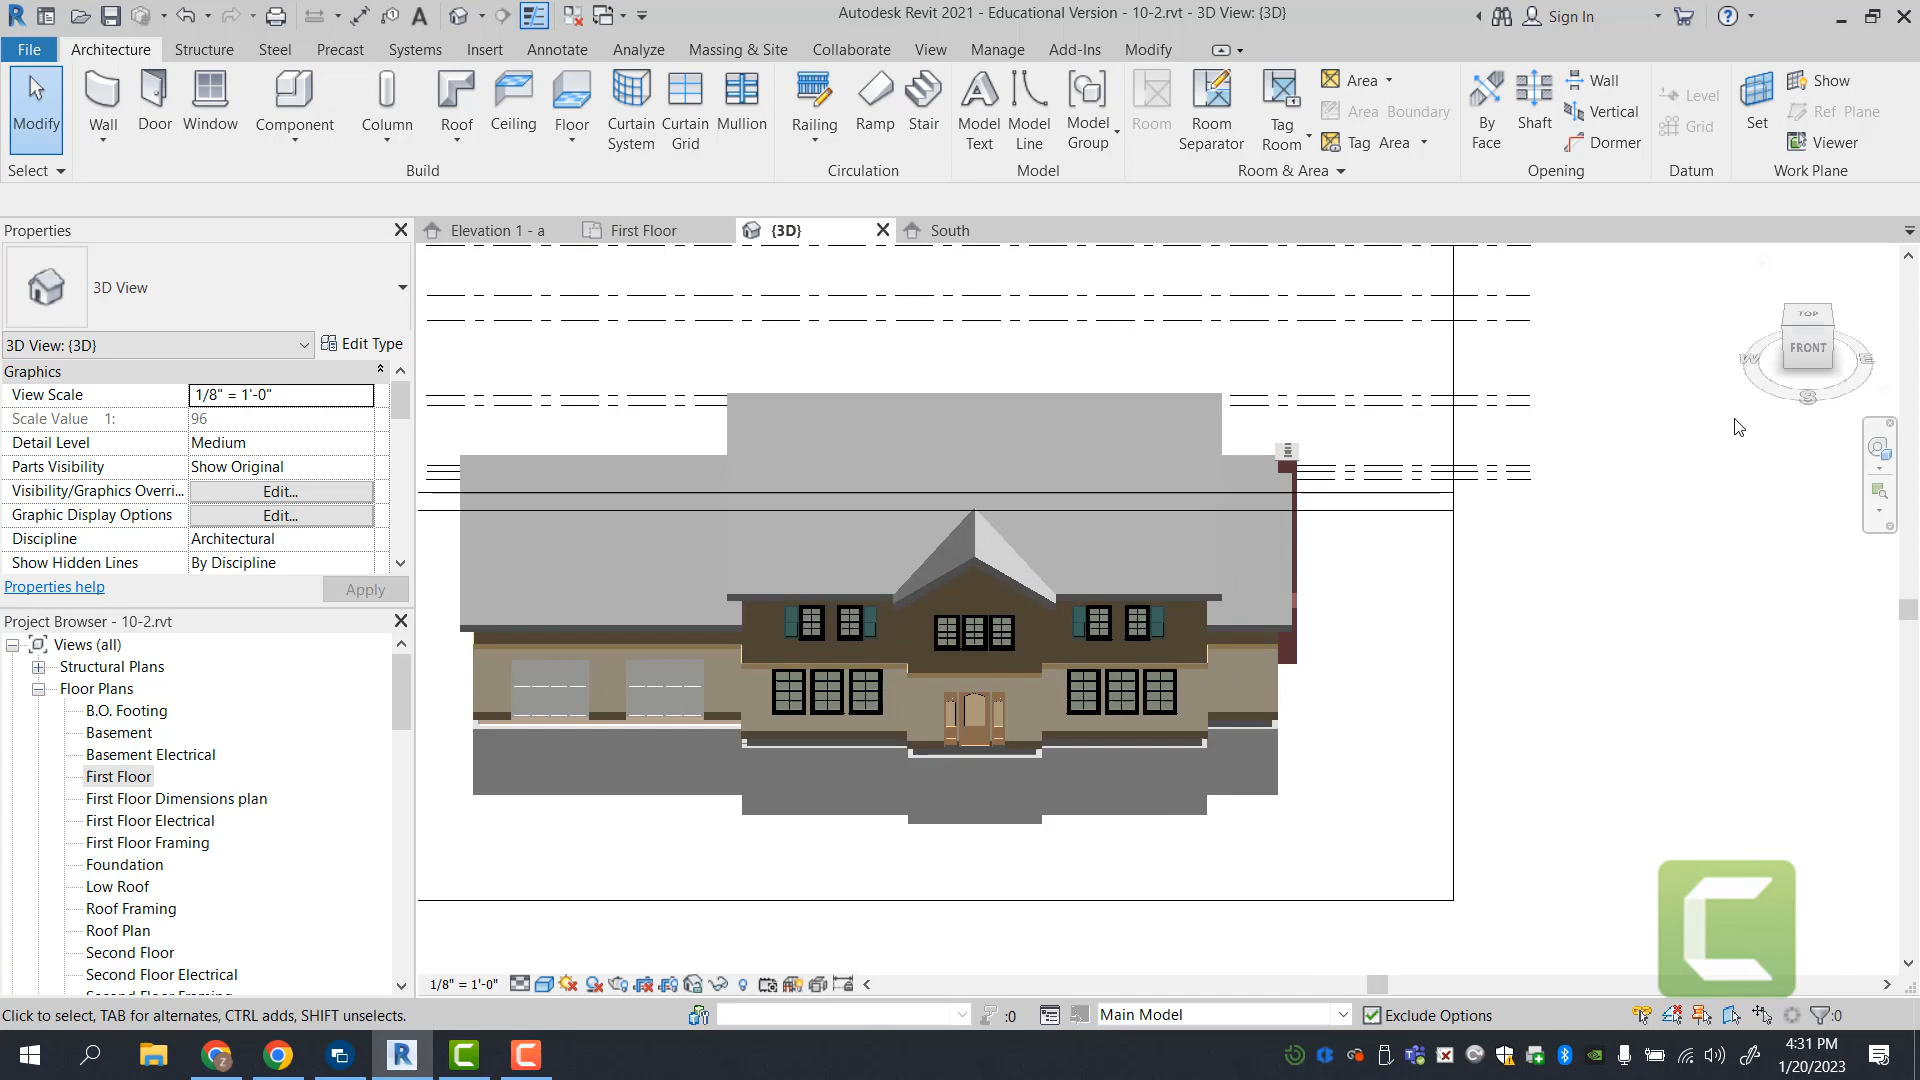 Autodesk Revit 2021 - Educational Version - 10-2.rvt - 3D View: {3D}
Sign In
File Architecture Structure Steel Precast Systems Insert Annotate Analyze Massing & Site Collaborate View Manage Add-Ins Modify
Modify
Wall
Door
Window
Component
Column
Roof
Ceiling
Floor
Curtain System
Curtain Grid
Mullion
Railing
Ramp
Stair
Model Text
Model Line
Model Group
Room
Room Separator
Tag Room
Area
Area Boundary
Tag Area
By Face
Shaft
Wall
Vertical
Dormer
Level
Grid
Set
Show
Ref Plane
Viewer
Select Build Circulation Model Room & Area Opening Datum Work Plane
Properties
Elevation 1 - a First Floor {3D} South
3D View
3D View: {3D} Edit Type
Graphics
View Scale 1/8" = 1'-0"
Scale Value 1: 96
Detail Level Medium
Parts Visibility Show Original
Visibility/Graphics Overri... Edit...
Graphic Display Options Edit...
Discipline Architectural
Show Hidden Lines By Discipline
Properties help Apply
TOP
FRONT
W E
S
Project Browser - 10-2.rvt
Views (all)
Structural Plans
Floor Plans
B.O. Footing
Basement
Basement Electrical
First Floor
First Floor Dimensions plan
First Floor Electrical
First Floor Framing
Foundation
Low Roof
Roof Framing
Roof Plan
Second Floor
Second Floor Electrical
1/8" = 1'-0"
Click to select, TAB for alternates, CTRL adds, SHIFT unselects.
:0
Main Model
Exclude Options
:0
4:31 PM
1/20/2023